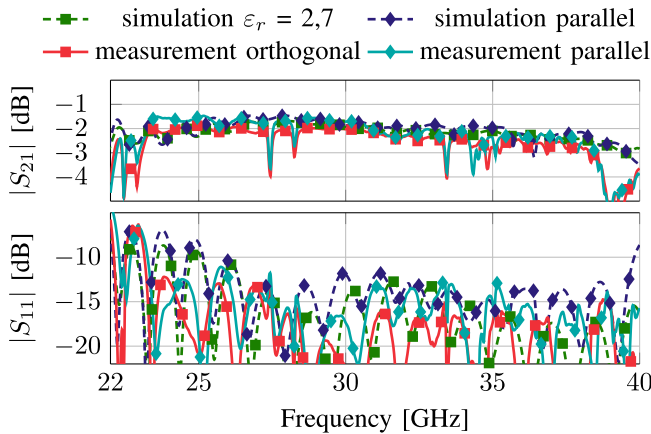 simulation εr = 2,7 simulation parallel
measurement orthogonal measurement parallel
|S21| [dB]
−1
−2
−3
−4
|S11| [dB]
−10
−15
−20
22 25 30 35 40
Frequency [GHz]